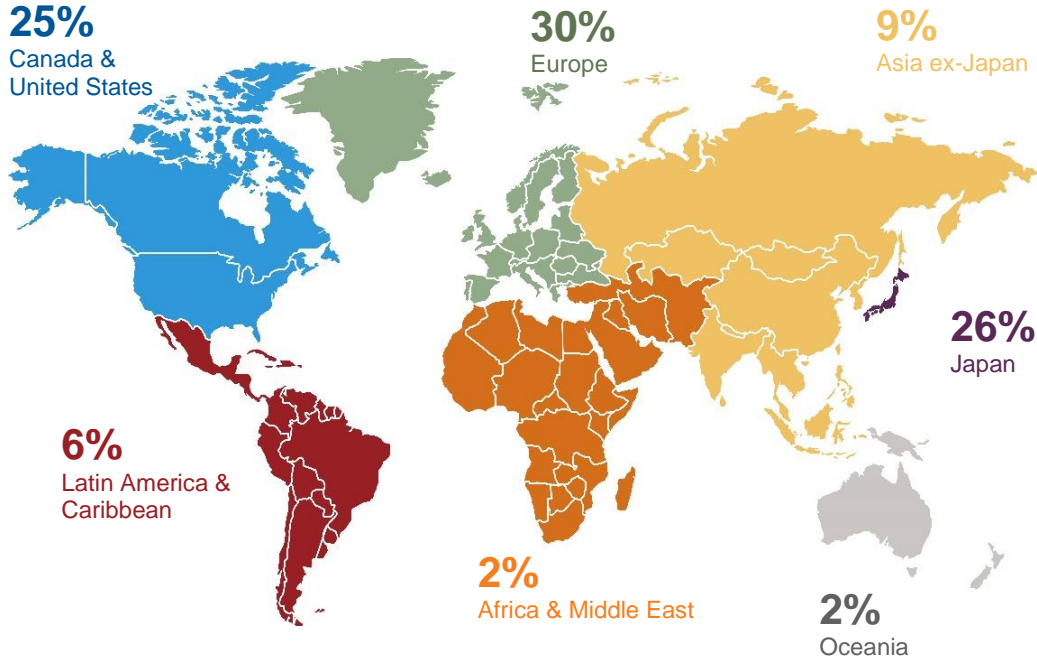 25%
Canada &
United States
30%
Europe
9%
Asia ex-Japan
26%
Japan
6%
Latin America &
Caribbean
2%
Africa & Middle East
2%
Oceania